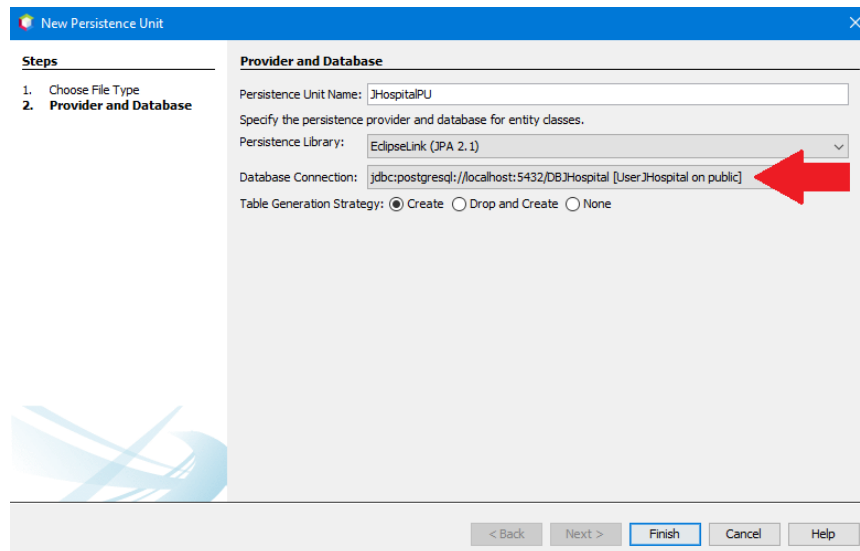 New Persistence Unit
Steps
1. Choose File Type
2. Provider and Database
Provider and Database
Persistence Unit Name: JHospitalPU
Specify the persistence provider and database for entity classes.
Persistence Library: EclipseLink (JPA 2.1)
Database Connection: jdbc:postgresql://localhost:5432/DBJHospital [UserJHospital on public]
Table Generation Strategy: Create Drop and Create None
< Back Next > Finish Cancel Help